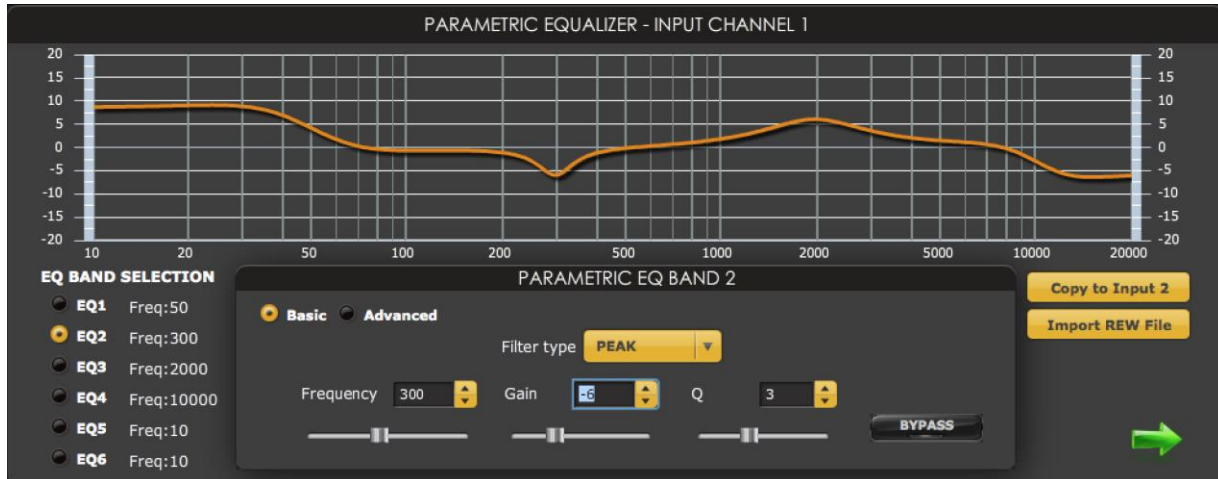 PARAMETRIC EQUALIZER - INPUT CHANNEL 1
20 20
15 15
10 10
5 5
0 0
-5 -5
-10 -10
-15 -15
-20 -20
10 20 50 100 200 500 1000 2000 5000 10000 20000
EQ BAND SELECTION
EQ1 Freq:50
EQ2 Freq:300
EQ3 Freq:2000
EQ4 Freq:10000
EQ5 Freq:10
EQ6 Freq:10
PARAMETRIC EQ BAND 2
Basic Advanced
Filter type PEAK
Frequency 300 Gain -6 Q 3
BYPASS
Copy to Input 2
Import REW File